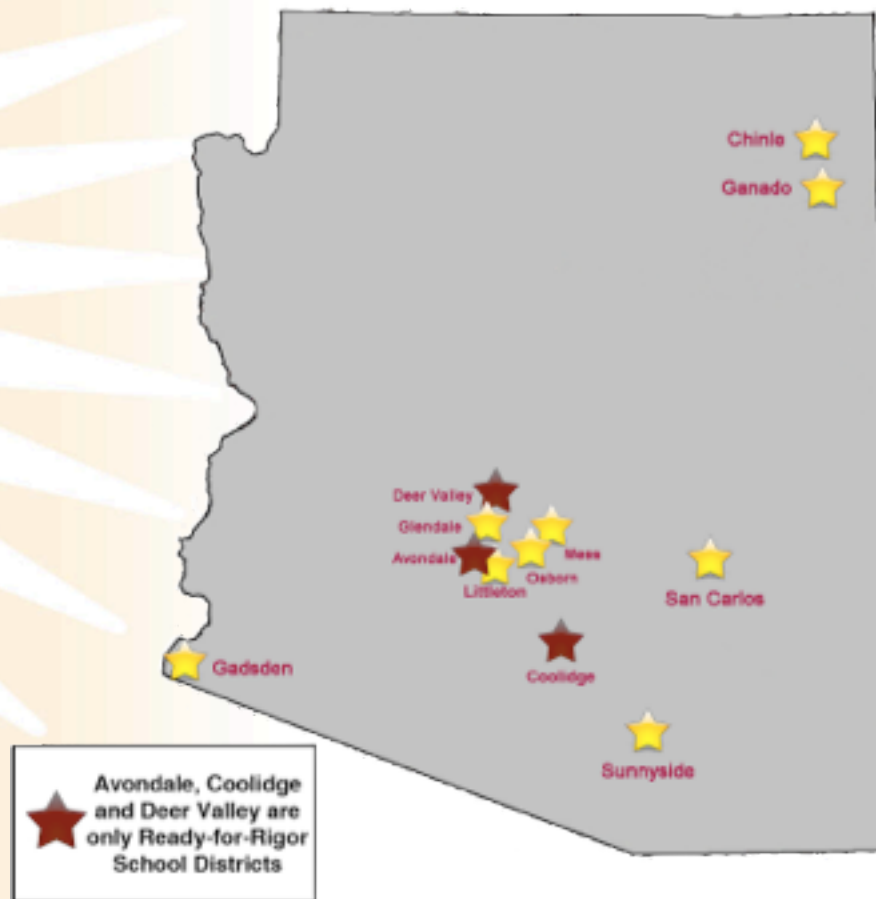 Chinle
Ganado
Deer Valley
Glendale
Mesa
Avondale
Osborn
Littleton
San Carlos
Gadsden
Coolidge
Sunnyside
Avondale, Coolidge
and Deer Valley are
only Ready-for-Rigor
School Districts